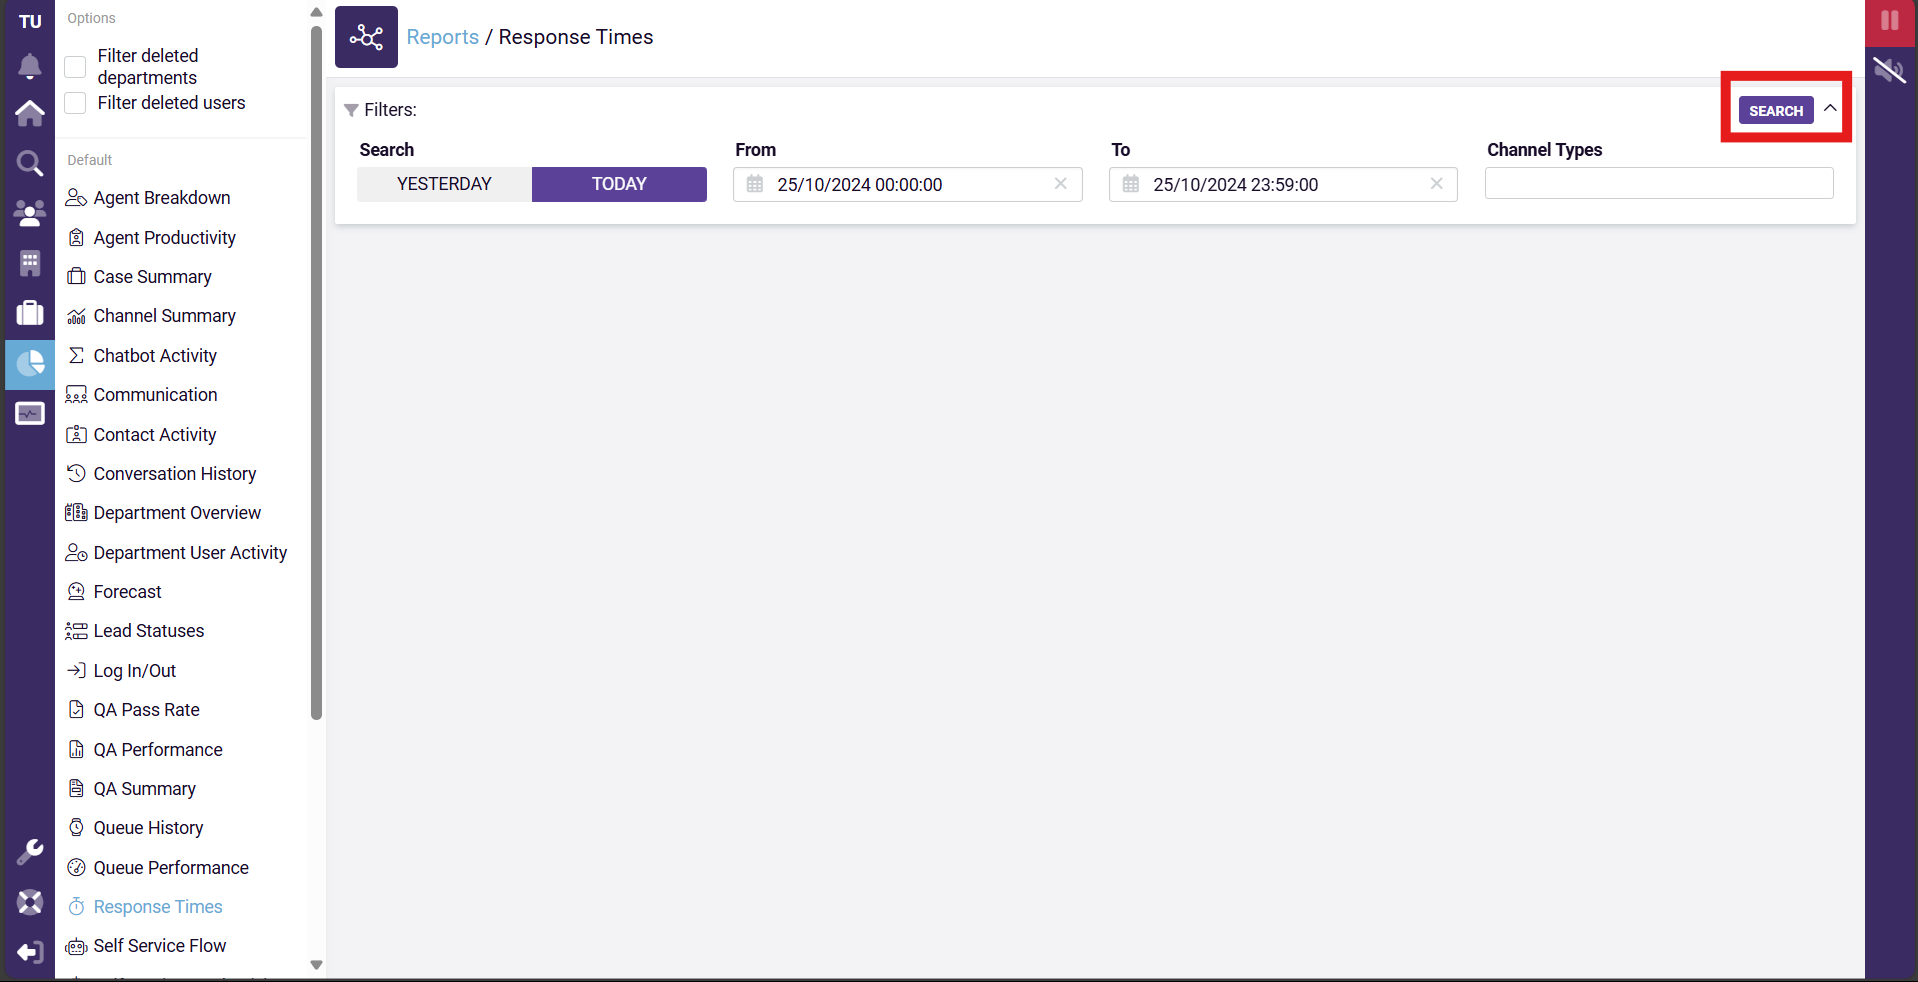 TU
Options
Filter deleted
departments
Filter deleted users
Default
Agent Breakdown
Agent Productivity
Case Summary
Channel Summary
Chatbot Activity
Communication
Contact Activity
Conversation History
Department Overview
Department User Activity
Forecast
Lead Statuses
Log In/Out
QA Pass Rate
QA Performance
QA Summary
Queue History
Queue Performance
Response Times
Self Service Flow
Reports / Response Times
Filters:
SEARCH
Search
From
To
Channel Types
YESTERDAY
TODAY
25/10/2024 00:00:00
25/10/2024 23:59:00